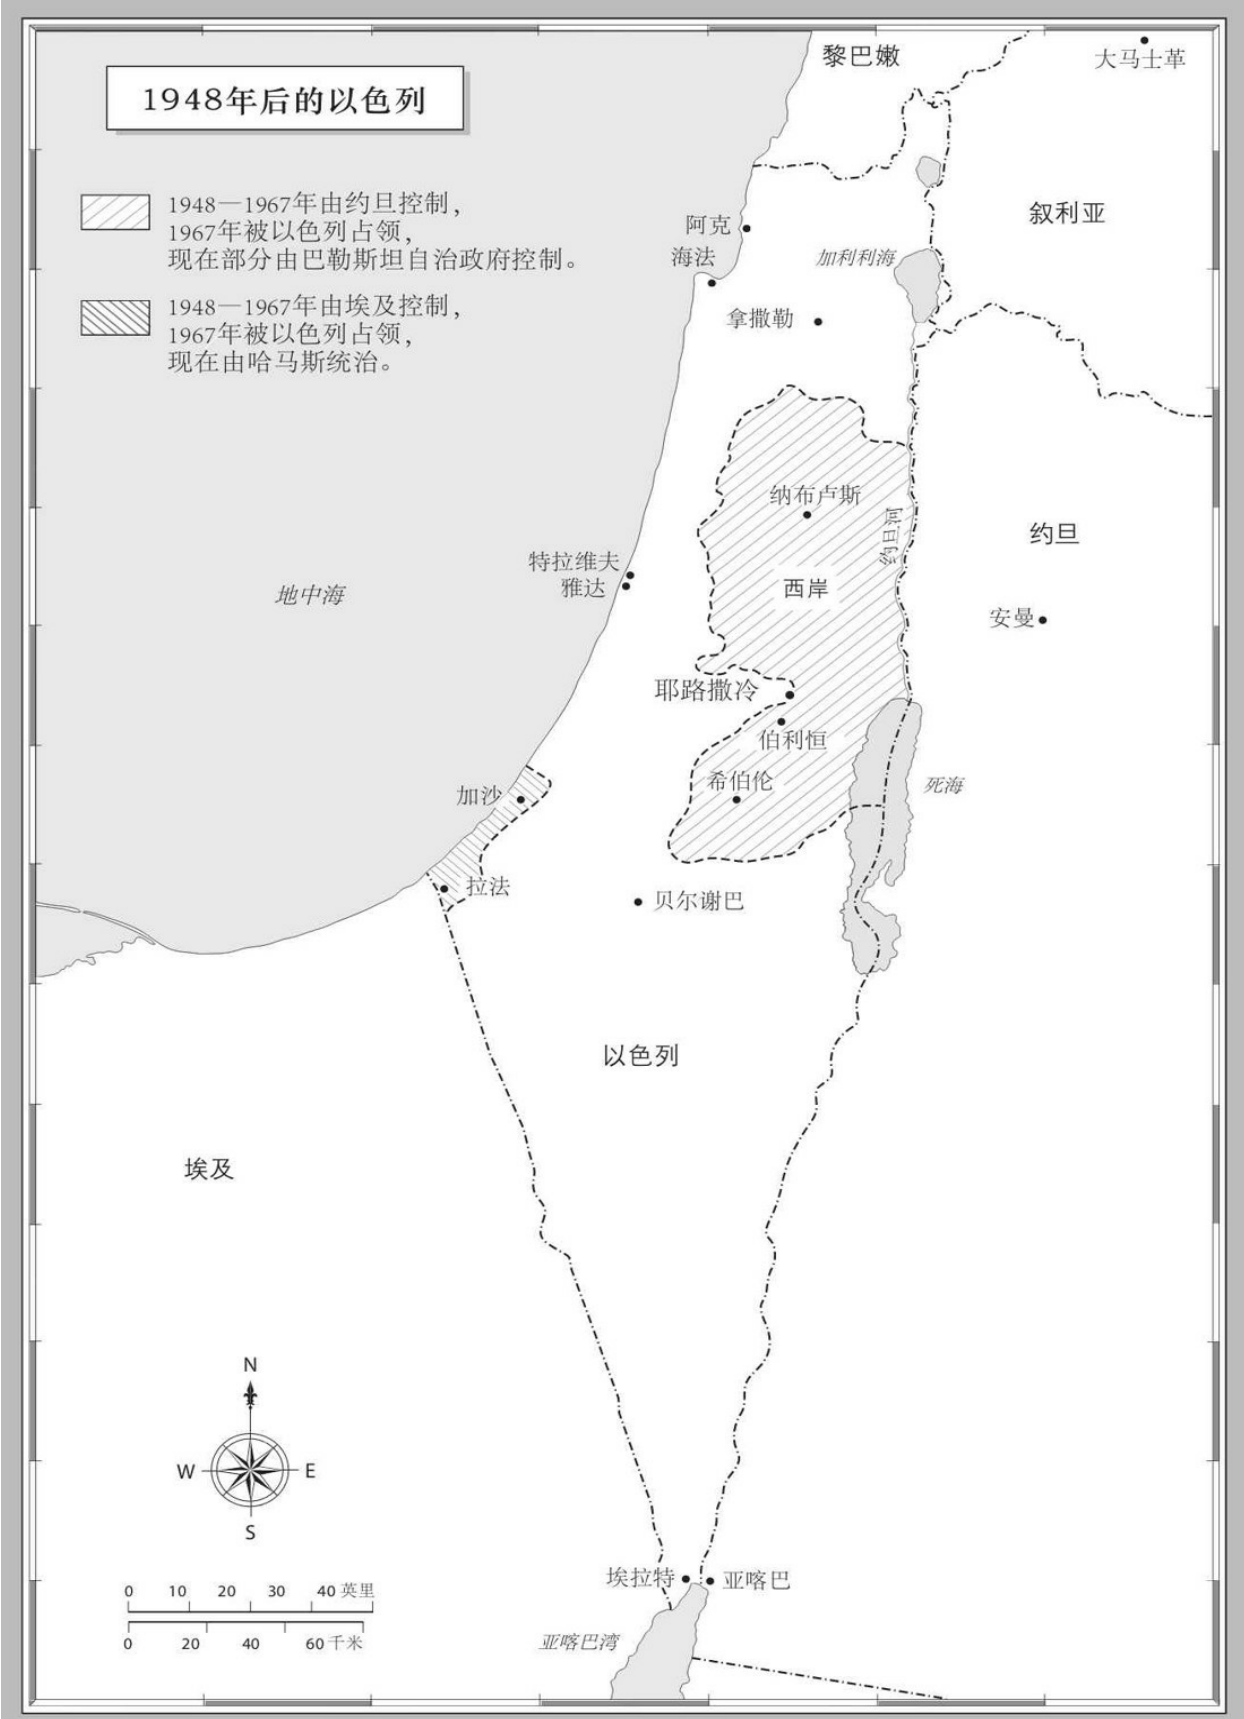 黎巴嫩
大马士革
1948年后的以色列
1948—1967年由约旦控制，
1967年被以色列占领，
现在部分由巴勒斯坦自治政府控制。
叙利亚
阿克
海法
加利利海
1948—1967年由埃及控制，
1967年被以色列占领，
现在由哈马斯统治。
拿撒勒
纳布卢斯
约旦河
约旦
特拉维夫
雅达
西岸
地中海
安曼
耶路撒冷
伯利恒
希伯伦
死海
加沙
拉法
贝尔谢巴
以色列
埃及
N
W E
S
埃拉特 亚喀巴
0 10 20 30 40 英里
0 20 40 60 千米
亚喀巴湾